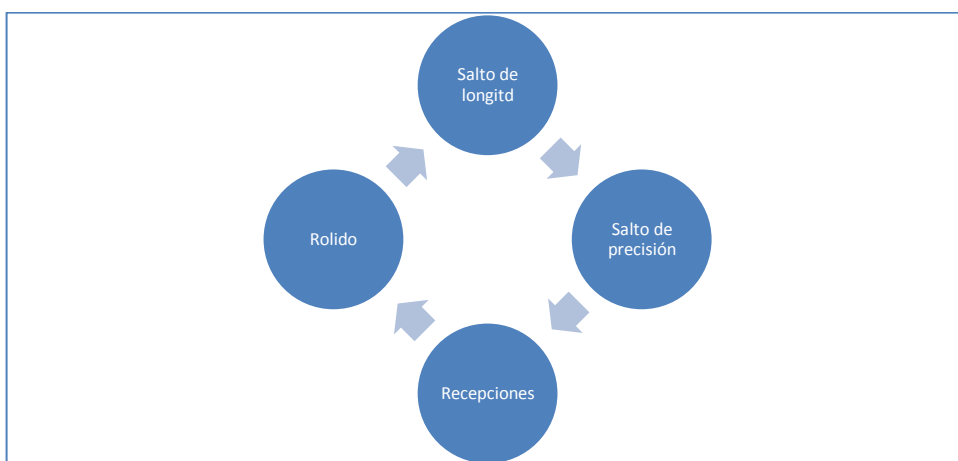 Salto de
longitd
Salto de
precisión
Recepciones
Rolido